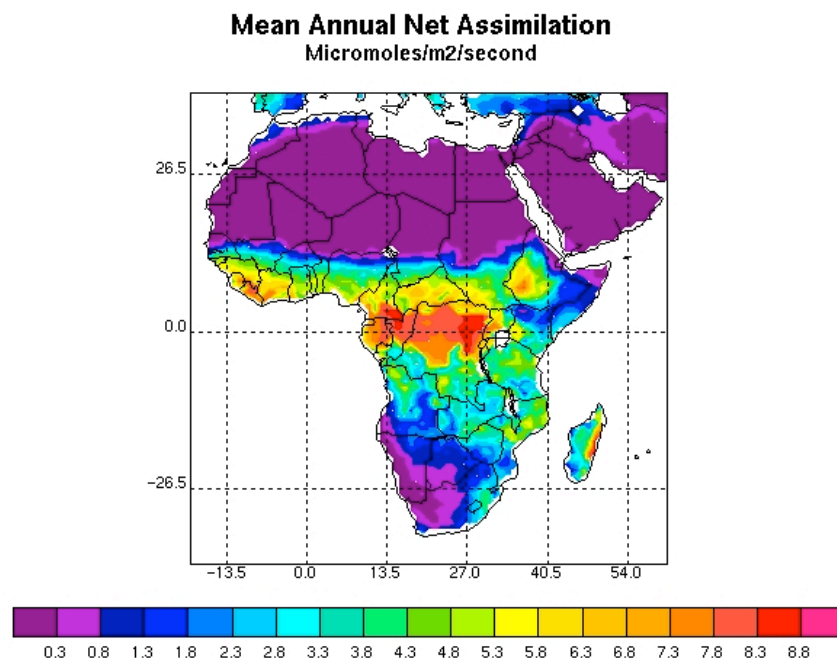 Mean Annual Net Assimilation
Micromoles/m2/second
26.5
0.0
−26.5
−13.5 0.0 13.5 27.0 40.5 54.0
0.3 0.8 1.3 1.8 2.3 2.8 3.3 3.8 4.3 4.8 5.3 5.8 6.3 6.8 7.3 7.8 8.3 8.8